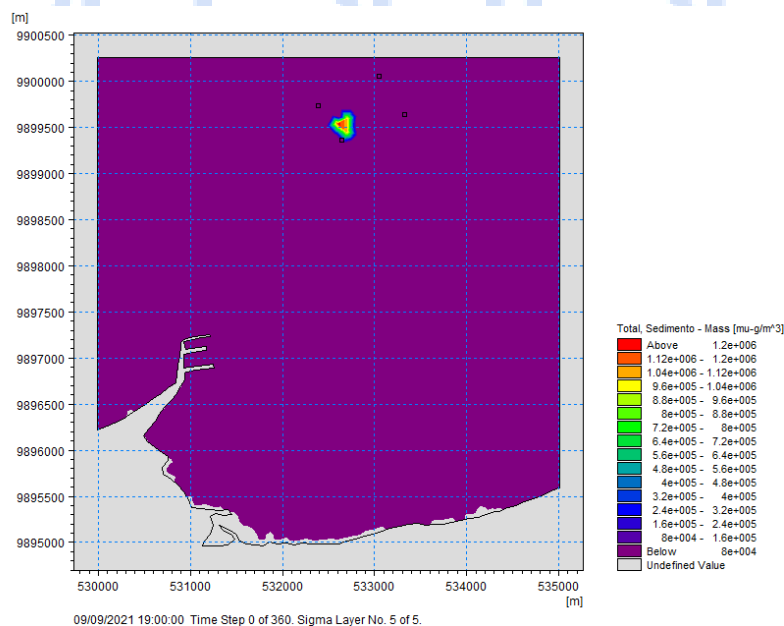 [m]
9900500
9900000
9899500
9899000
9898500
9898000
9897500
9897000
9896500
9896000
9895500
9895000
530000 531000 532000 533000 534000 535000
[m]
09/09/2021 19:00:00 Time Step 0 of 360. Sigma Layer No. 5 of 5.
Total, Sedimento - Mass [mu-g/m^3]
Above 1.2e+006
1.12e+006 - 1.2e+006
1.04e+006 - 1.12e+006
9.6e+005 - 1.04e+006
8.8e+005 - 9.6e+005
8e+005 - 8.8e+005
7.2e+005 - 8e+005
6.4e+005 - 7.2e+005
5.6e+005 - 6.4e+005
4.8e+005 - 5.6e+005
4e+005 - 4.8e+005
3.2e+005 - 4e+005
2.4e+005 - 3.2e+005
1.6e+005 - 2.4e+005
8e+004 - 1.6e+005
Below 8e+004
Undefined Value